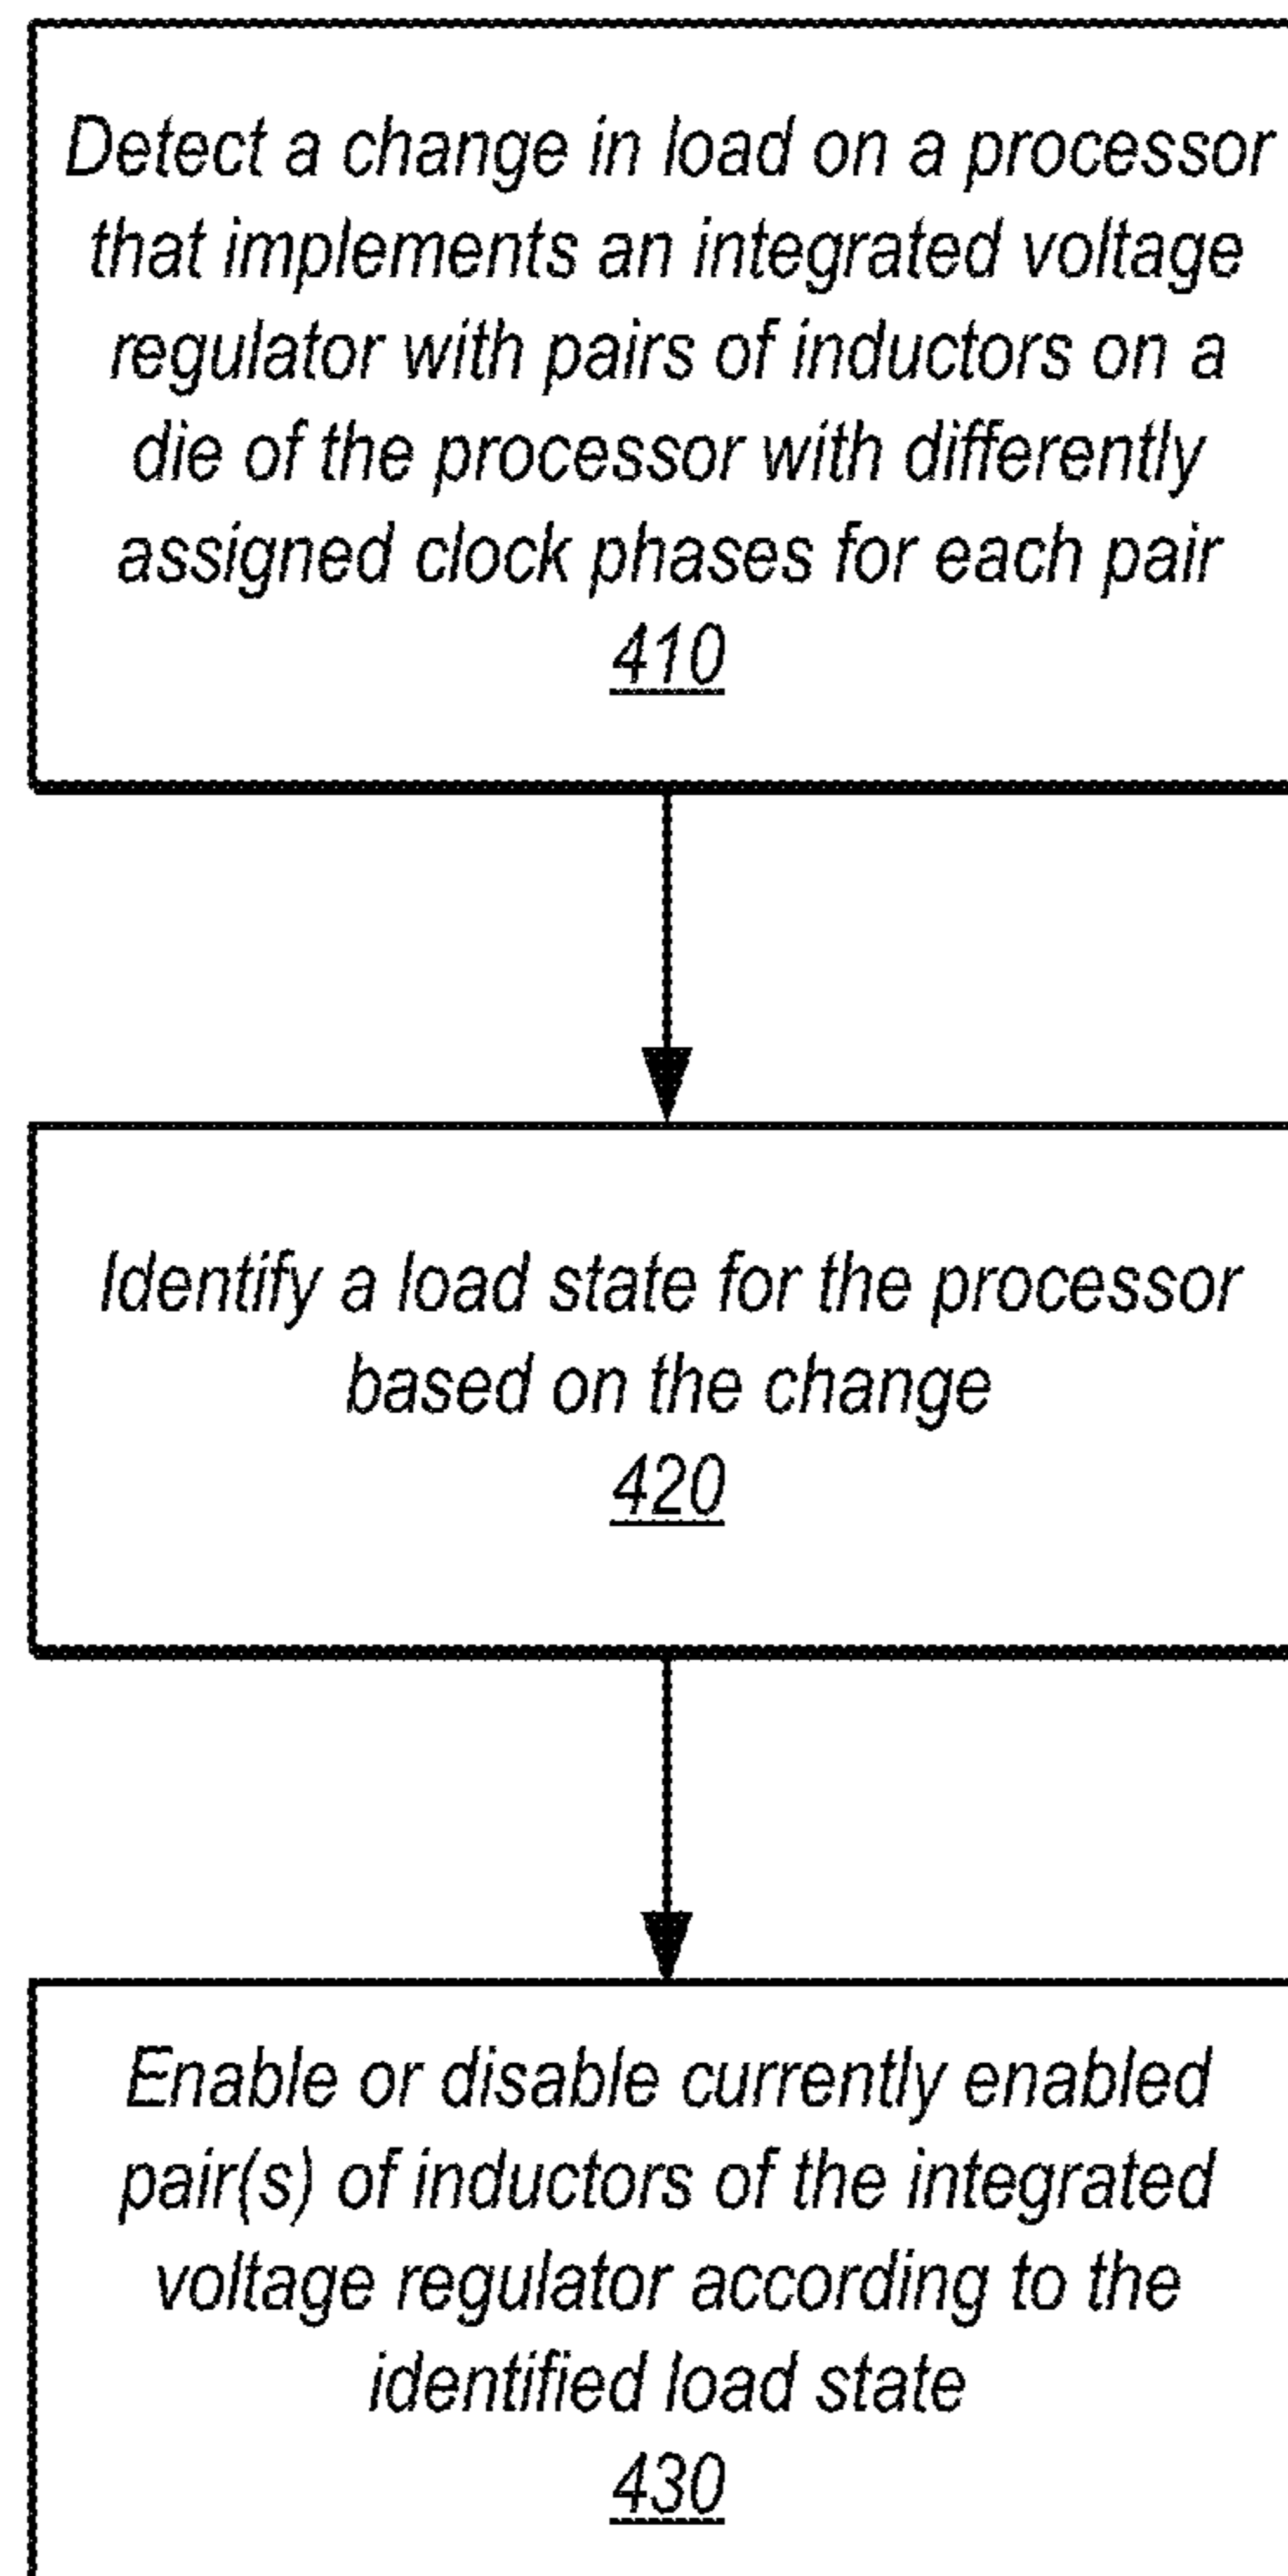 Detect a change in load on a processor
that implements an integrated voltage
regulator with pairs of inductors on a
die of the processor with differently
assigned clock phases for each pair
410
Identify a load state for the processor
based on the change
420
Enable or disable currently enabled
pair(s) of inductors of the integrated
voltage regulator according to the
identified load state
430